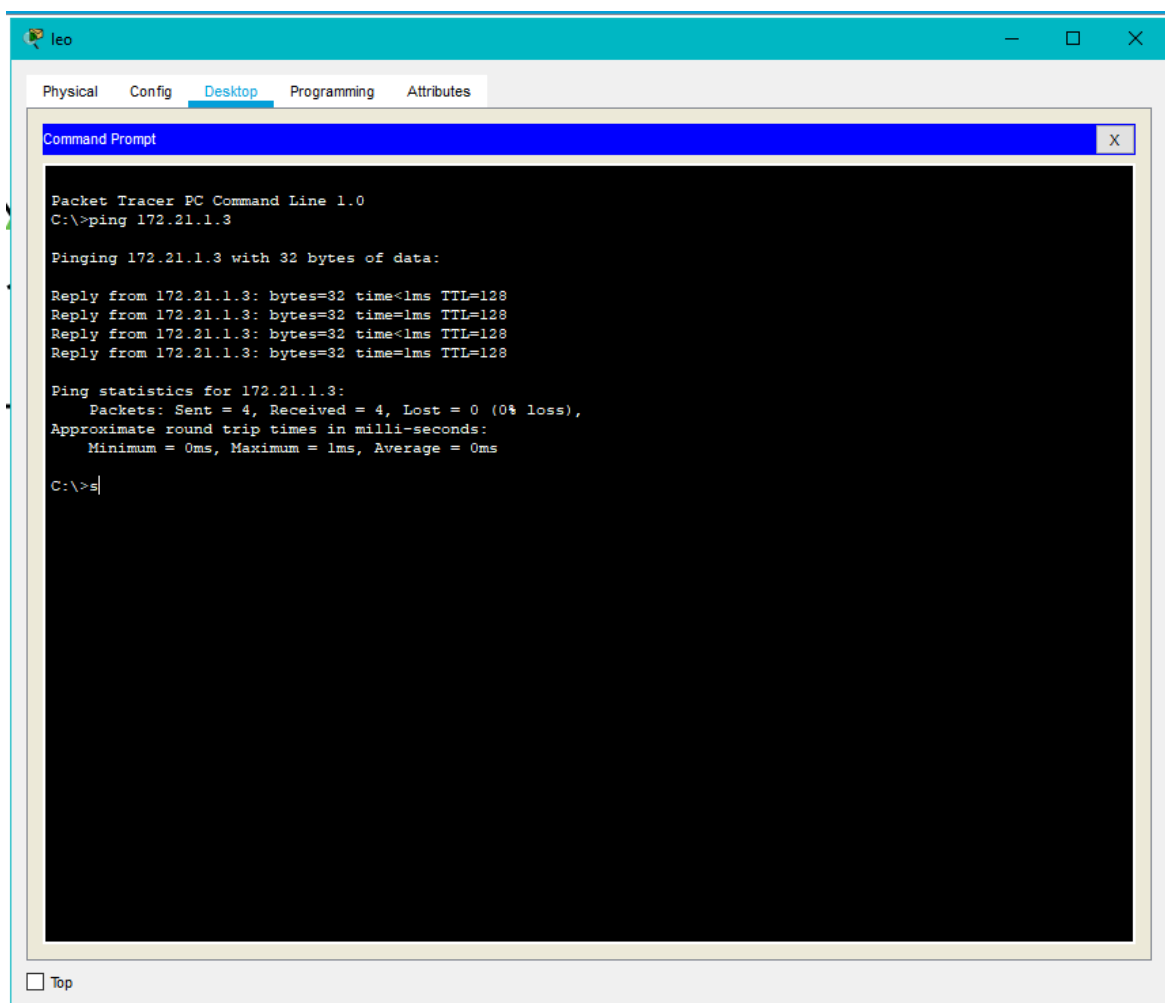 leo
Physical Config Desktop Programming Attributes
Command Prompt
X
Packet Tracer PC Command Line 1.0
C:\>ping 172.21.1.3
Pinging 172.21.1.3 with 32 bytes of data:
Reply from 172.21.1.3: bytes=32 time<1ms TTL=128
Reply from 172.21.1.3: bytes=32 time=1ms TTL=128
Reply from 172.21.1.3: bytes=32 time<1ms TTL=128
Reply from 172.21.1.3: bytes=32 time=1ms TTL=128
Ping statistics for 172.21.1.3:
Packets: Sent = 4, Received = 4, Lost = 0 (0% loss),
Approximate round trip times in milli-seconds:
Minimum = 0ms, Maximum = 1ms, Average = 0ms
C:\>s
Top